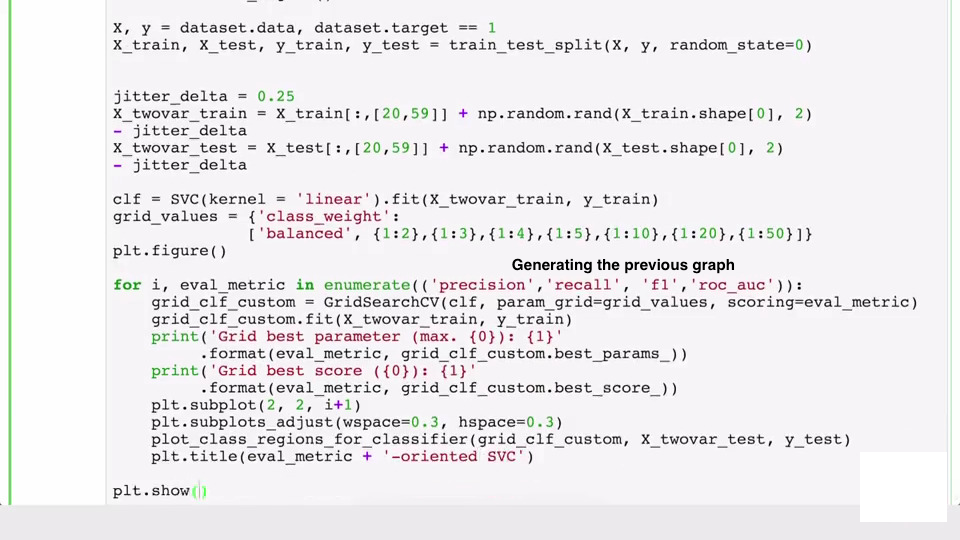 X, y = dataset.data, dataset.target == 1
X_train, X_test, y_train, y_test = train_test_split(X, y, random_state=0)
jitter_delta = 0.25
X_twovar_train = X_train[:,[20,59]] + np.random.rand(X_train.shape[0], 2)
- jitter_delta
X_twovar_test = X_test[:,[20,59]] + np.random.rand(X_test.shape[0], 2)
- jitter_delta
clf = SVC(kernel = 'linear').fit(X_twovar_train, y_train)
grid_values = {'class_weight':
['balanced', {1:2},{1:3},{1:4},{1:5},{1:10},{1:20},{1:50}]}
plt.figure()
Generating the previous graph
for i, eval_metric in enumerate(('precision','recall', 'f1','roc_auc')):
    grid_clf_custom = GridSearchCV(clf, param_grid=grid_values, scoring=eval_metric)
    grid_clf_custom.fit(X_twovar_train, y_train)
    print('Grid best parameter (max. {0}): {1}'
         .format(eval_metric, grid_clf_custom.best_params_))
    print('Grid best score ({0}): {1}'
         .format(eval_metric, grid_clf_custom.best_score_))
    plt.subplot(2, 2, i+1)
    plt.subplots_adjust(wspace=0.3, hspace=0.3)
    plot_class_regions_for_classifier(grid_clf_custom, X_twovar_test, y_test)
    plt.title(eval_metric + '-oriented SVC')
plt.show()